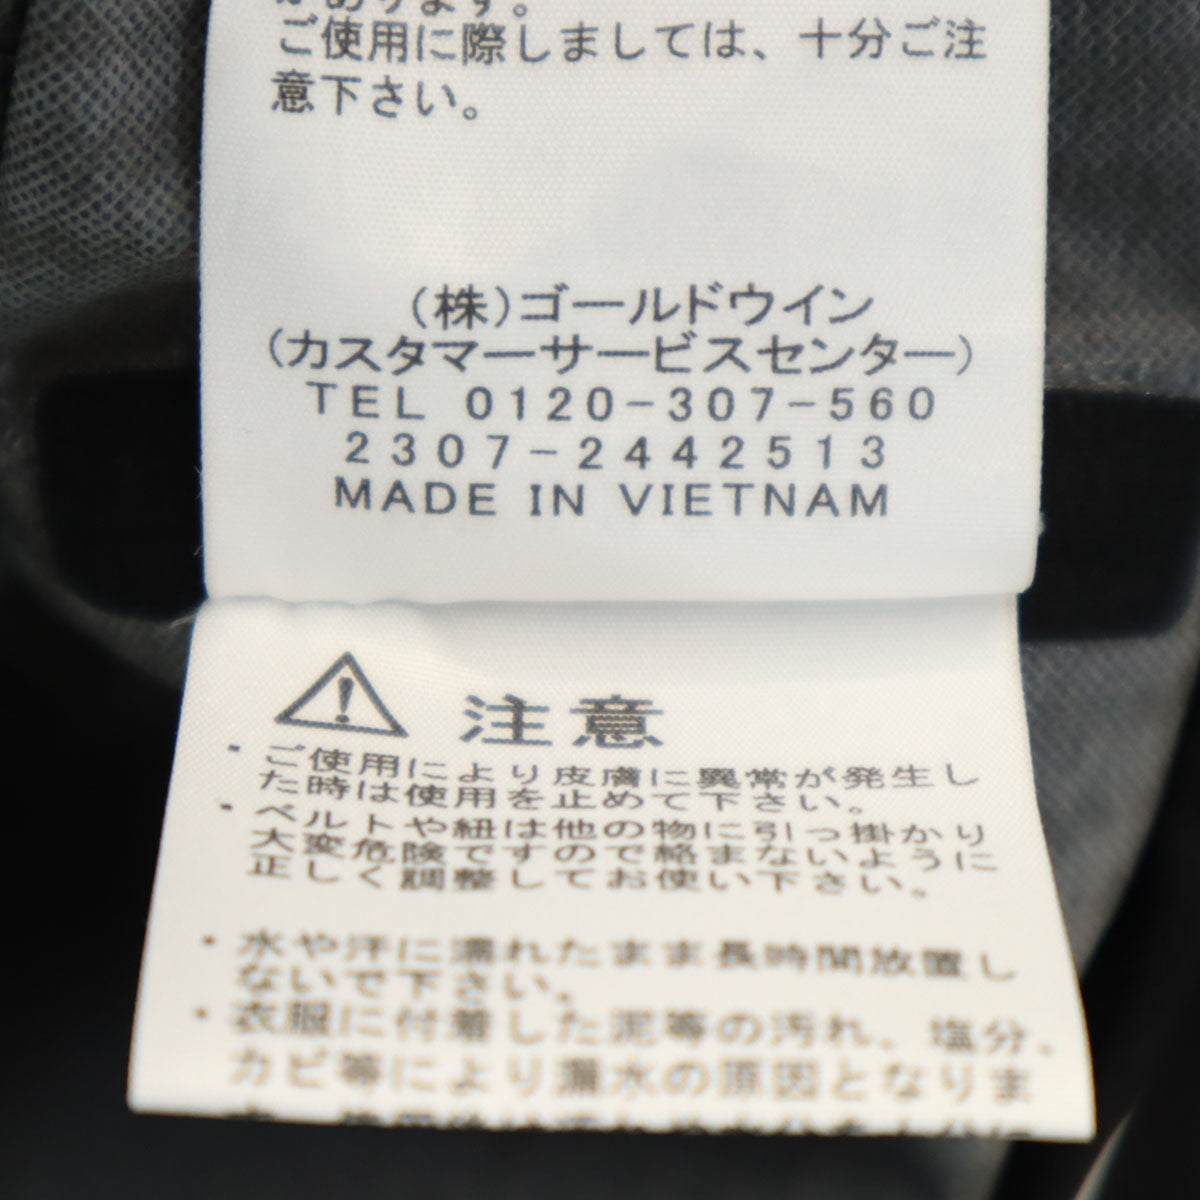 があります。
ご使用に際しましては、十分ご注
意下さい。
(株)ゴールドウイン
(カスタマーサービスセンター)
TEL 0120-307-560
2307-2442513
MADE IN VIETNAM
注意
・ご使用により皮膚に異常が発生し
た時は使用を止めて下さい。
・ベルトや紐は他の物に引っ掛かり
大変危険ですので絡まないように
正しく調整してお使い下さい。
・水や汗に濡れたまま長時間放置し
ないで下さい。
・衣服に付着した泥等の汚れ、塩分、
カビ等により漏水の原因となりま